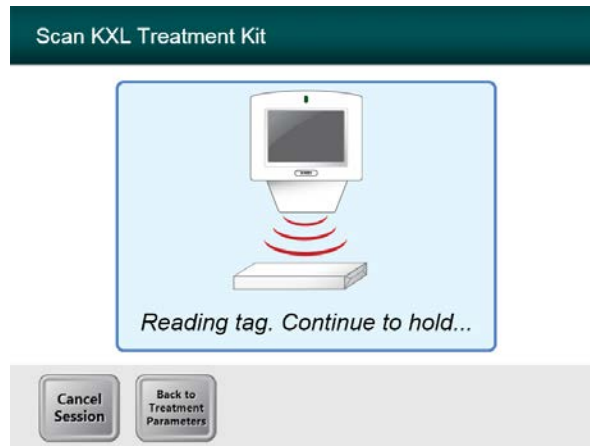 Scan KXL Treatment Kit
Reading tag. Continue to hold...
Cancel
Session
Back to
Treatment
Parameters